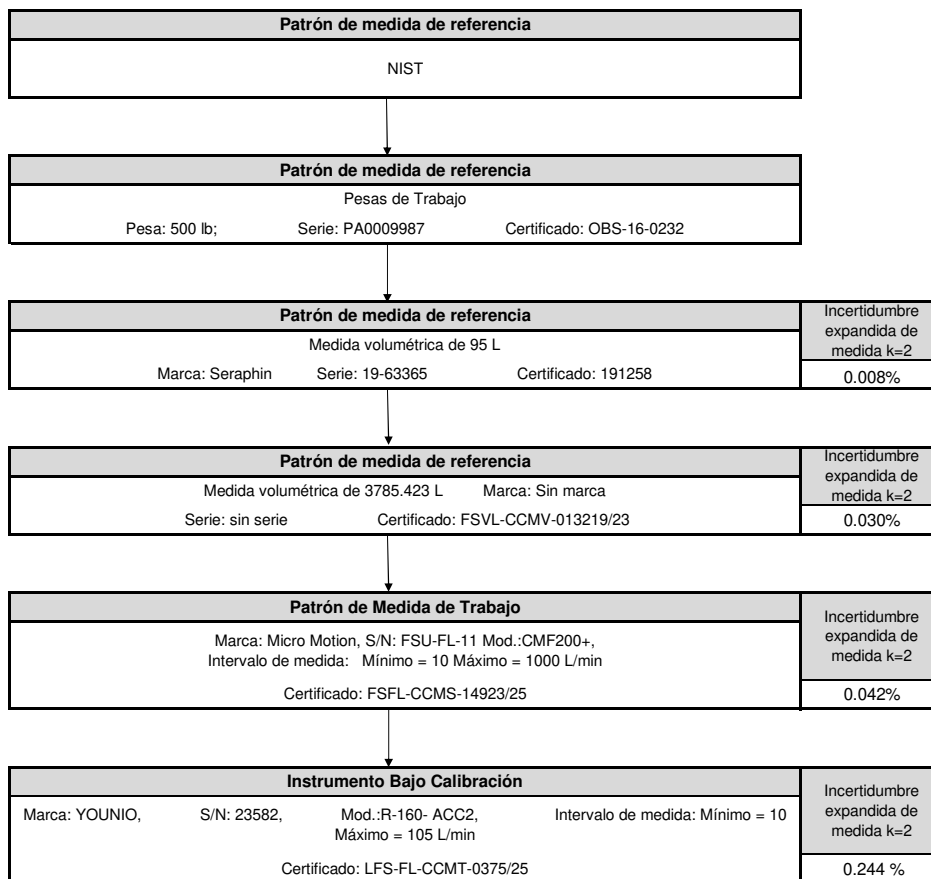 Patrón de medida de referencia
NIST
Patrón de medida de referencia
Pesas de Trabajo
Pesa: 500 lb; Serie: PA0009987 Certificado: OBS-16-0232
Patrón de medida de referencia
Medida volumétrica de 95 L
Marca: Seraphin Serie: 19-63365 Certificado: 191258
Incertidumbre
expandida de
medida k=2
0.008%
Patrón de medida de referencia
Medida volumétrica de 3785.423 L Marca: Sin marca
Serie: sin serie Certificado: FSVL-CCMV-013219/23
Incertidumbre
expandida de
medida k=2
0.030%
Patrón de Medida de Trabajo
Marca: Micro Motion, S/N: FSU-FL-11 Mod.:CMF200+,
Intervalo de medida: Mínimo = 10 Máximo = 1000 L/min
Certificado: FSFL-CCMS-14923/25
Incertidumbre
expandida de
medida k=2
0.042%
Instrumento Bajo Calibración
Marca: YOUNIO, S/N: 23582, Mod.:R-160- ACC2, Intervalo de medida: Mínimo = 10
Máximo = 105 L/min
Certificado: LFS-FL-CCMT-0375/25
Incertidumbre
expandida de
medida k=2
0.244 %